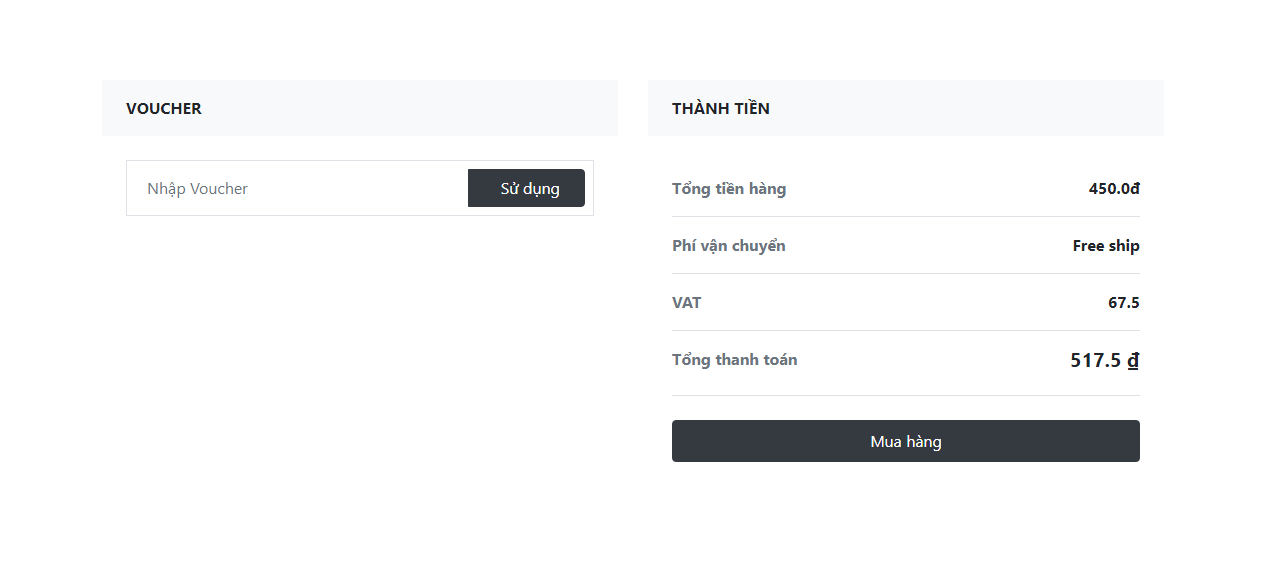 VOUCHER
Nhập Voucher
Sử dụng
THÀNH TIỀN
Tổng tiền hàng 450.0đ
Phí vận chuyển Free ship
VAT 67.5
Tổng thanh toán 517.5 ₫
Mua hàng